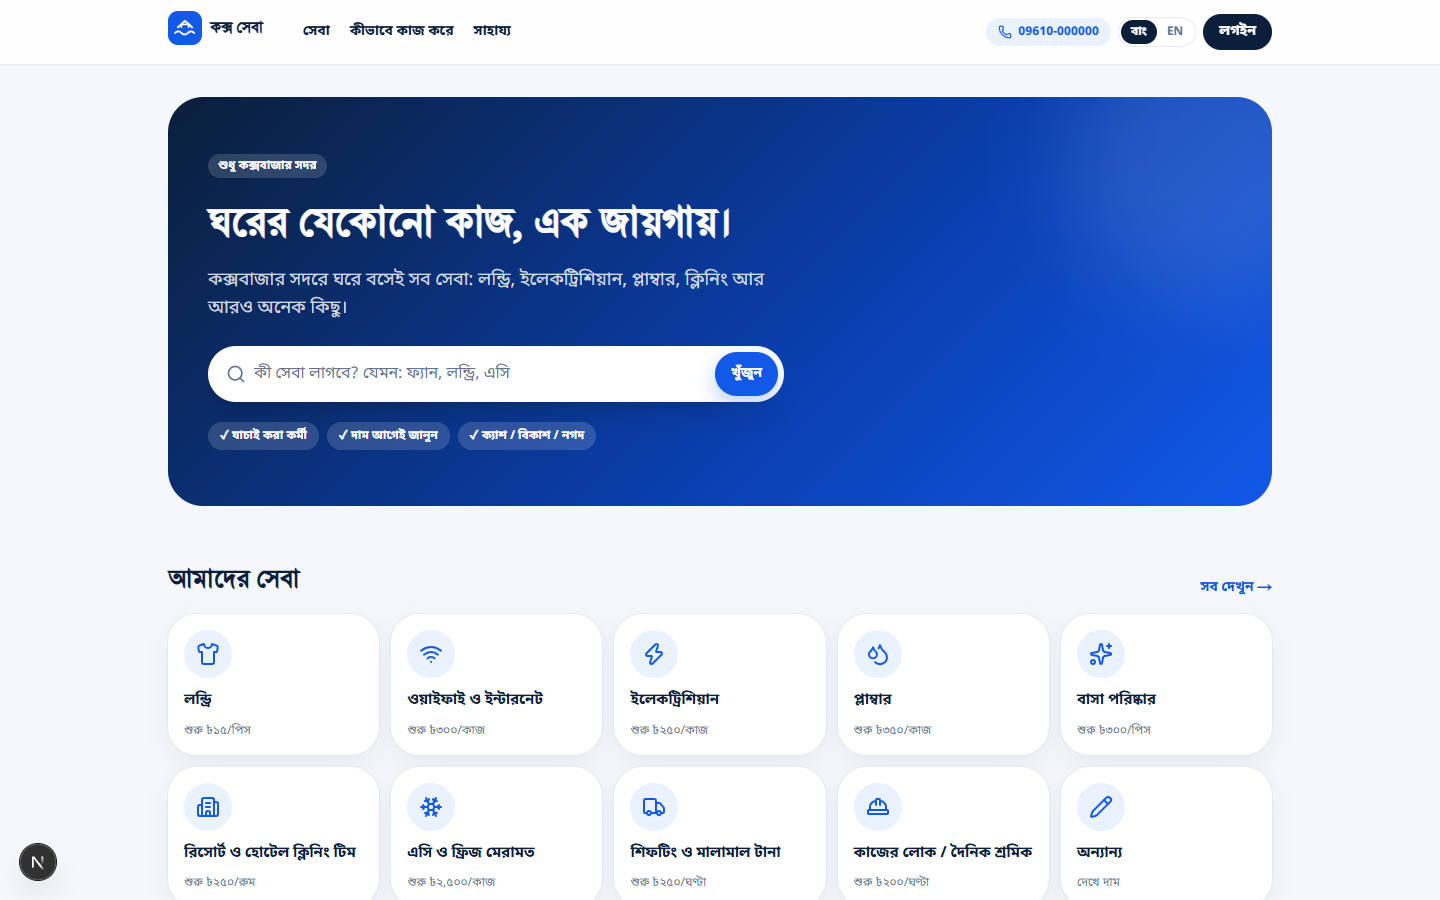 কক্স সেবা
সেবা কীভাবে কাজ করে সাহায্য
09610-000000
বাং EN
লগইন
শুধু কক্সবাজার সদর
ঘরের যেকোনো কাজ, এক জায়গায়।
কক্সবাজার সদরে ঘরে বসেই সব সেবা: লন্ড্রি, ইলেকট্রিশিয়ান, প্লাম্বার, ক্লিনিং আর
আরও অনেক কিছু।
কী সেবা লাগবে? যেমন: ফ্যান, লন্ড্রি, এসি
খুঁজুন
✓ যাচাই করা কর্মী ✓ দাম আগেই জানুন ✓ ক্যাশ / বিকাশ / নগদ
আমাদের সেবা
সব দেখুন →
লন্ড্রি
শুরু ৳১৫/পিস
ওয়াইফাই ও ইন্টারনেট
শুরু ৳৩০০/কাজ
ইলেকট্রিশিয়ান
শুরু ৳২৫০/কাজ
প্লাম্বার
শুরু ৳৩৫০/কাজ
বাসা পরিষ্কার
শুরু ৳৩০০/পিস
রিসোর্ট ও হোটেল ক্লিনিং টিম
শুরু ৳২৫০/রুম
এসি ও ফ্রিজ মেরামত
শুরু ৳২,৫০০/কাজ
শিফটিং ও মালামাল টানা
শুরু ৳২৫০/ঘণ্টা
কাজের লোক / দৈনিক শ্রমিক
শুরু ৳২০০/ঘণ্টা
অন্যান্য
দেখে দাম
N